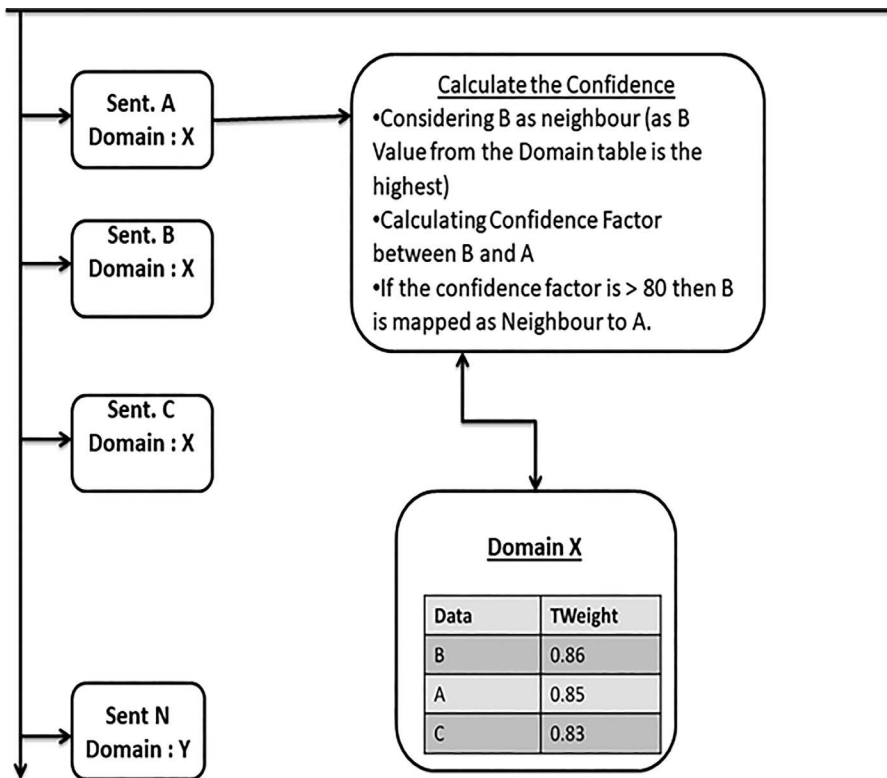 Sent. A
Domain : X
Sent. B
Domain : X
Sent. C
Domain : X
Sent N
Domain : Y
Calculate the Confidence
•Considering B as neighbour (as B
Value from the Domain table is the
highest)
•Calculating Confidence Factor
between B and A
•If the confidence factor is > 80 then B
is mapped as Neighbour to A.
Domain X
Data TWeight
B 0.86
A 0.85
C 0.83